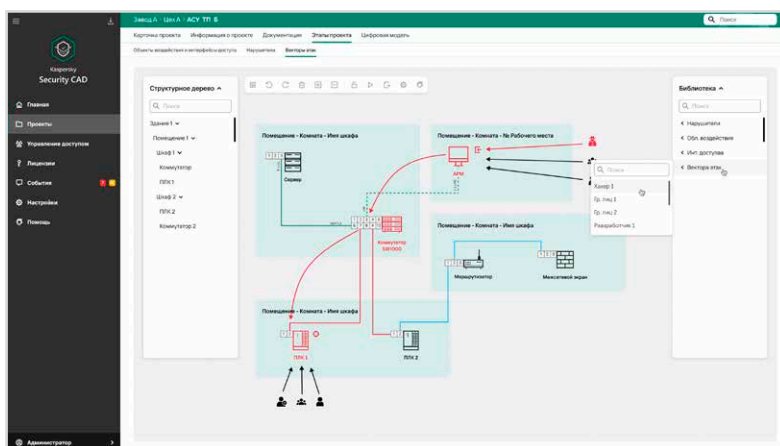 Завод А · Цех А · АСУ ТП Б
Поиск
Kaspersky
Security CAD
Главная
Проекты
Управление доступом
Лицензии
События
Настройки
Помощь
Администратор
Карточка проекта Информация о проекте Документация Этапы проекта Цифровая модель
Объекты воздействия и интерфейсы доступа Нарушители Векторы атак
Структурное дерево
Поиск
Здание 1
Помещение 1
Шкаф 1
Коммутатор
ПЛК 1
Шкаф 2
ПЛК 2
Коммутатор 2
Помещение - Комната - Имя шкафа
Сервер
Коммутатор
Помещение - Комната - № Рабочего места
АРМ
Помещение - Комната - Имя шкафа
Маршрутизатор
Межсетевой экран
Помещение - Комната - Имя шкафа
ПЛК 1
ПЛК 2
Библиотека
Поиск
Нарушители
Обл. воздействия
Инт. доступа
Вектора атак
Поиск
Хакер 1
Гр. лиц 1
Гр. лиц 2
Разработчик 1